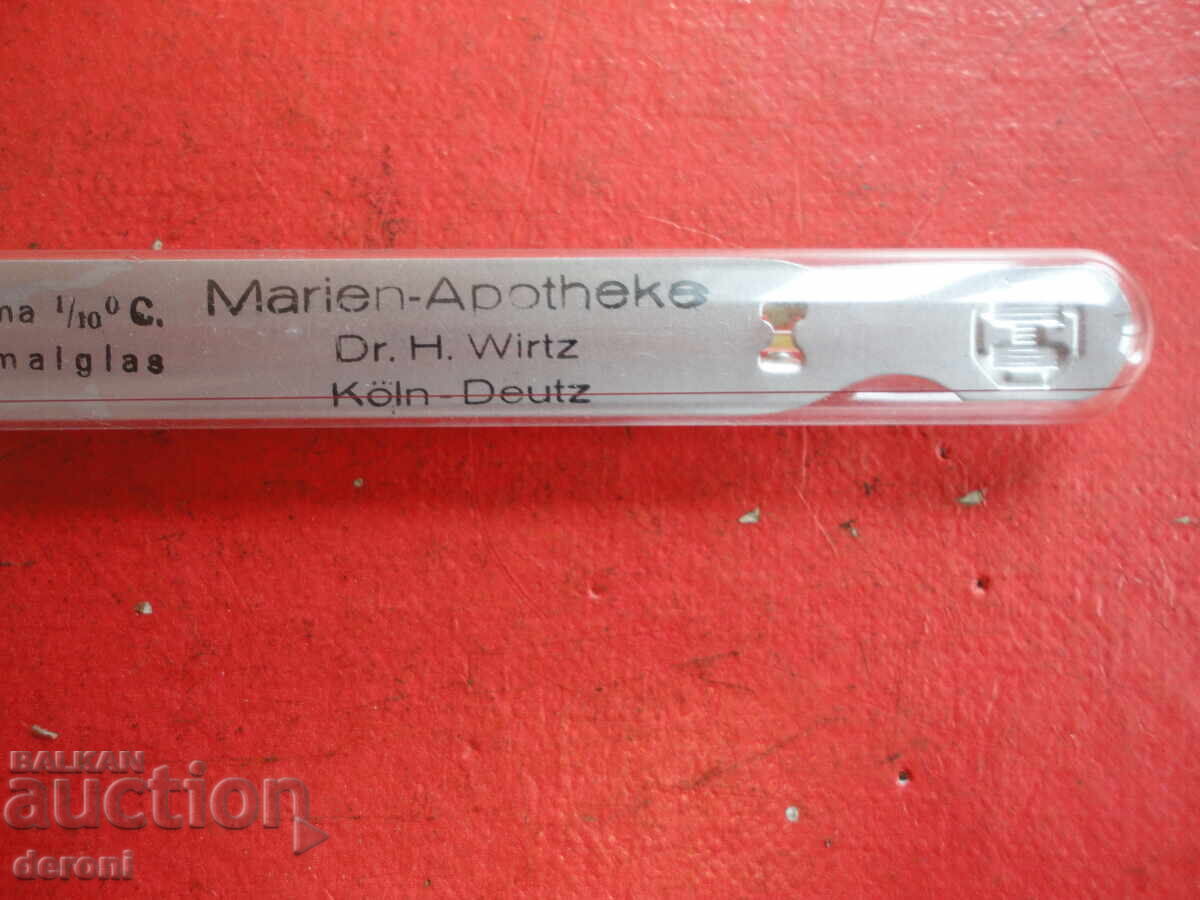 ma 1/10° C.
malglas
Marien-Apotheke
Dr. H. Wirtz
Köln-Deutz
E
BALKAN
auction
deroni